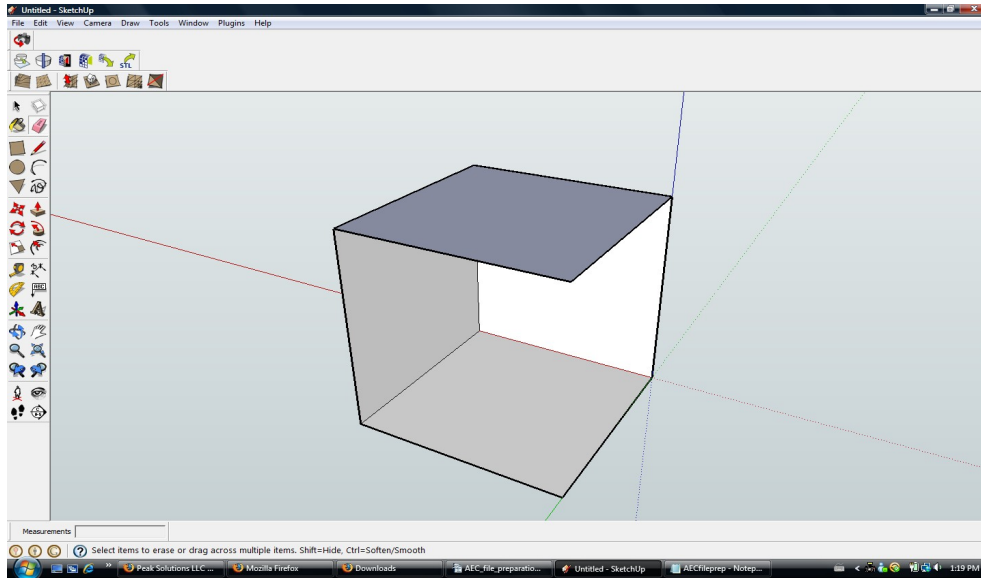 Untitled - SketchUp
File Edit View Camera Draw Tools Window Plugins Help
STL
ABC
Measurements
Select items to erase or drag across multiple items. Shift=Hide, Ctrl=Soften/Smooth
Peak Solutions LLC ... Mozilla Firefox Downloads AEC_file_preparatio... Untitled - SketchUp AECfileprep - Notep... 1:19 PM